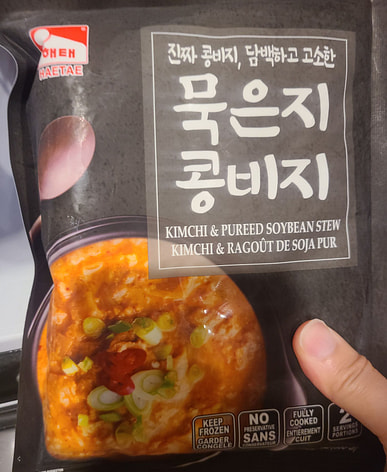 해태
HAETAE
진짜 콩비지, 담백하고 고소한
묵은지
콩비지
KIMCHI & PUREED SOYBEAN STEW
KIMCHI & RAGOÛT DE SOJA PUR
KEEP
FROZEN
GARDER
CONGELÉ
NO
PRESERVATIVE
SANS
CONSERVATEUR
FULLY
COOKED
ENTIÈREMENT
CUIT
2
SERVINGS
PORTIONS